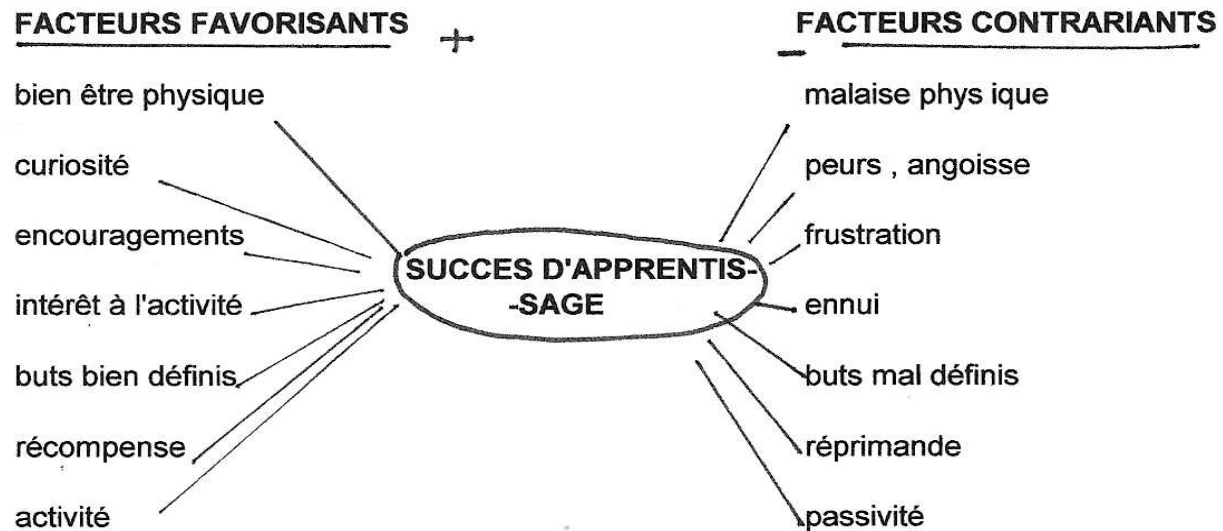 FACTEURS FAVORISANTS +
- FACTEURS CONTRARIANTS
bien être physique
curiosité
encouragements
intérêt à l'activité
buts bien définis
récompense
activité
SUCCES D'APPRENTIS-
-SAGE
malaise phys ique
peurs , angoisse
frustration
ennui
buts mal définis
réprimande
passivité